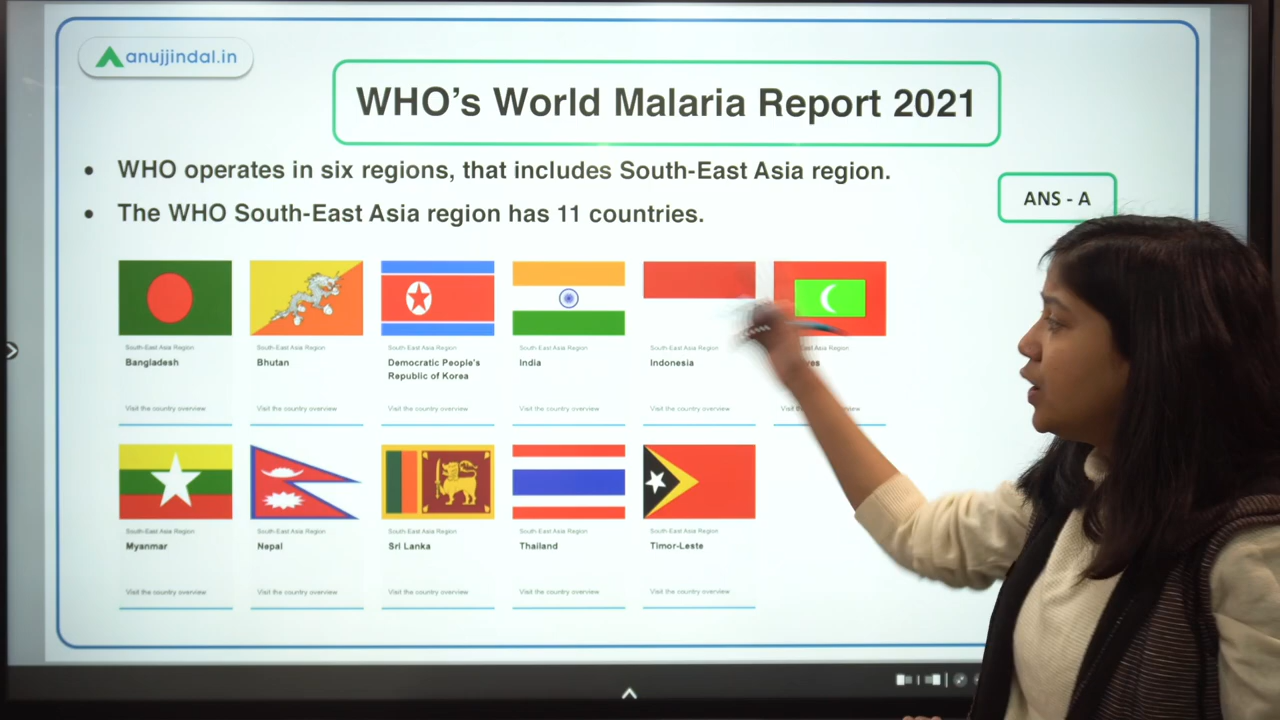 anujjindal.in
WHO's World Malaria Report 2021
• WHO operates in six regions, that includes South-East Asia region.
• The WHO South-East Asia region has 11 countries.
ANS - A
South-East Asia Region
Bangladesh
Visit the country overview
South-East Asia Region
Bhutan
Visit the country overview
South-East Asia Region
Democratic People's
Republic of Korea
Visit the country overview
South-East Asia Region
India
Visit the country overview
South-East Asia Region
Indonesia
Visit the country overview
East Asia Region
South-East Asia Region
Myanmar
Visit the country overview
South-East Asia Region
Nepal
Visit the country overview
South-East Asia Region
Sri Lanka
Visit the country overview
South-East Asia Region
Thailand
Visit the country overview
South-East Asia Region
Timor-Leste
Visit the country overview